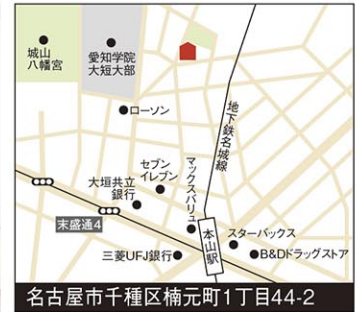 城山
八幡宮
愛知学院
大短大部
ローソン
地下鉄名城線
セブン
イレブン
マックスバリュ
大垣共立
銀行
末盛通4
本山駅
スターバックス
三菱UFJ銀行
B&Dドラッグストア
名古屋市千種区楠元町1丁目44-2